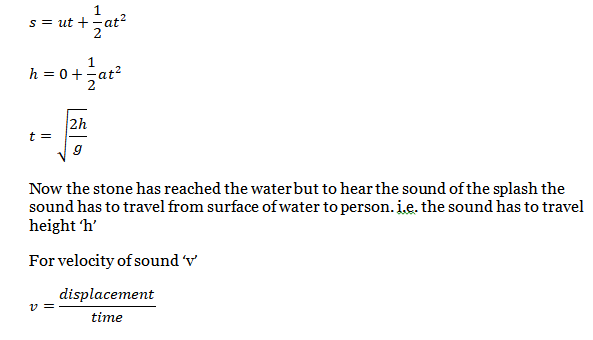 s = ut + \frac{1}{2}at^2
h = 0 + \frac{1}{2}at^2
t = \sqrt{\frac{2h}{g}}
Now the stone has reached the water but to hear the sound of the splash the
sound has to travel from surface of water to person. i.e. the sound has to travel
height ‘h’
For velocity of sound ‘v’
v = \frac{displacement}{time}